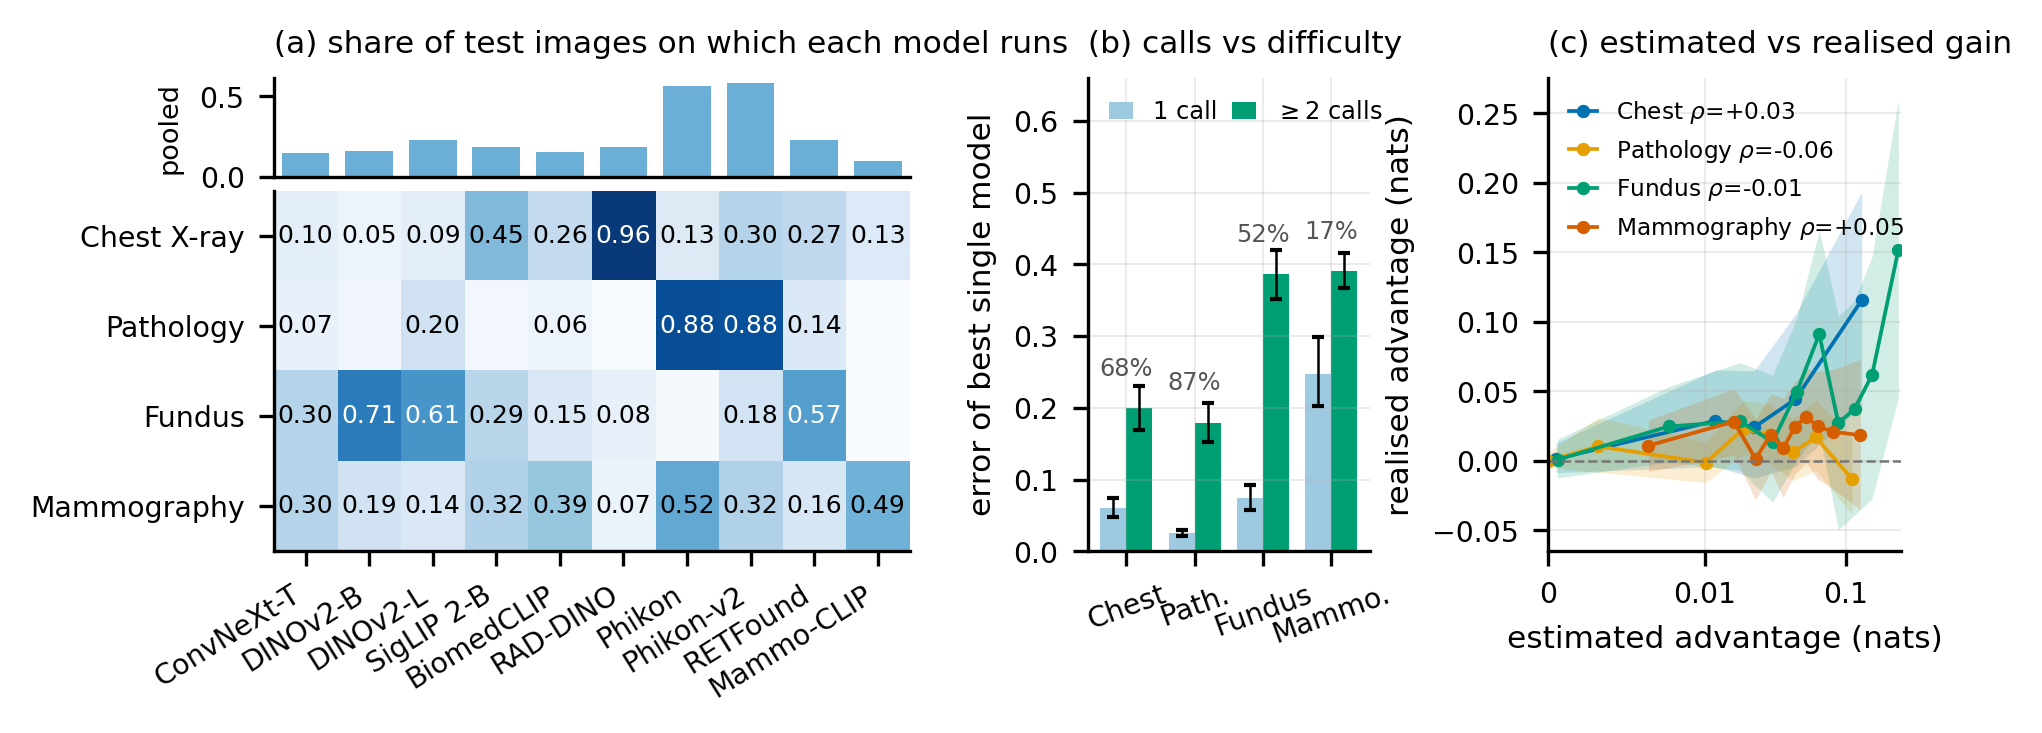 (a) share of test images on which each model runs
pooled
0.5
0.0
Chest X-ray
0.10 0.05 0.09 0.45 0.26 0.96 0.13 0.30 0.27 0.13
Pathology
0.07 0.20 0.06 0.88 0.88 0.14
Fundus
0.30 0.71 0.61 0.29 0.15 0.08 0.18 0.57
Mammography
0.30 0.19 0.14 0.32 0.39 0.07 0.52 0.32 0.16 0.49
ConvNeXt-T
DINOv2-B
DINOv2-L
SigLIP 2-B
BiomedCLIP
RAD-DINO
Phikon
Phikon-v2
RETFound
Mammo-CLIP
(b) calls vs difficulty
error of best single model
0.6
0.5
0.4
0.3
0.2
0.1
0.0
1 call
≥ 2 calls
68%
87%
52%
17%
Chest
Path.
Fundus
Mammo.
(c) estimated vs realised gain
realised advantage (nats)
0.25
0.20
0.15
0.10
0.05
0.00
−0.05
Chest ρ=+0.03
Pathology ρ=-0.06
Fundus ρ=-0.01
Mammography ρ=+0.05
0
0.01
0.1
estimated advantage (nats)